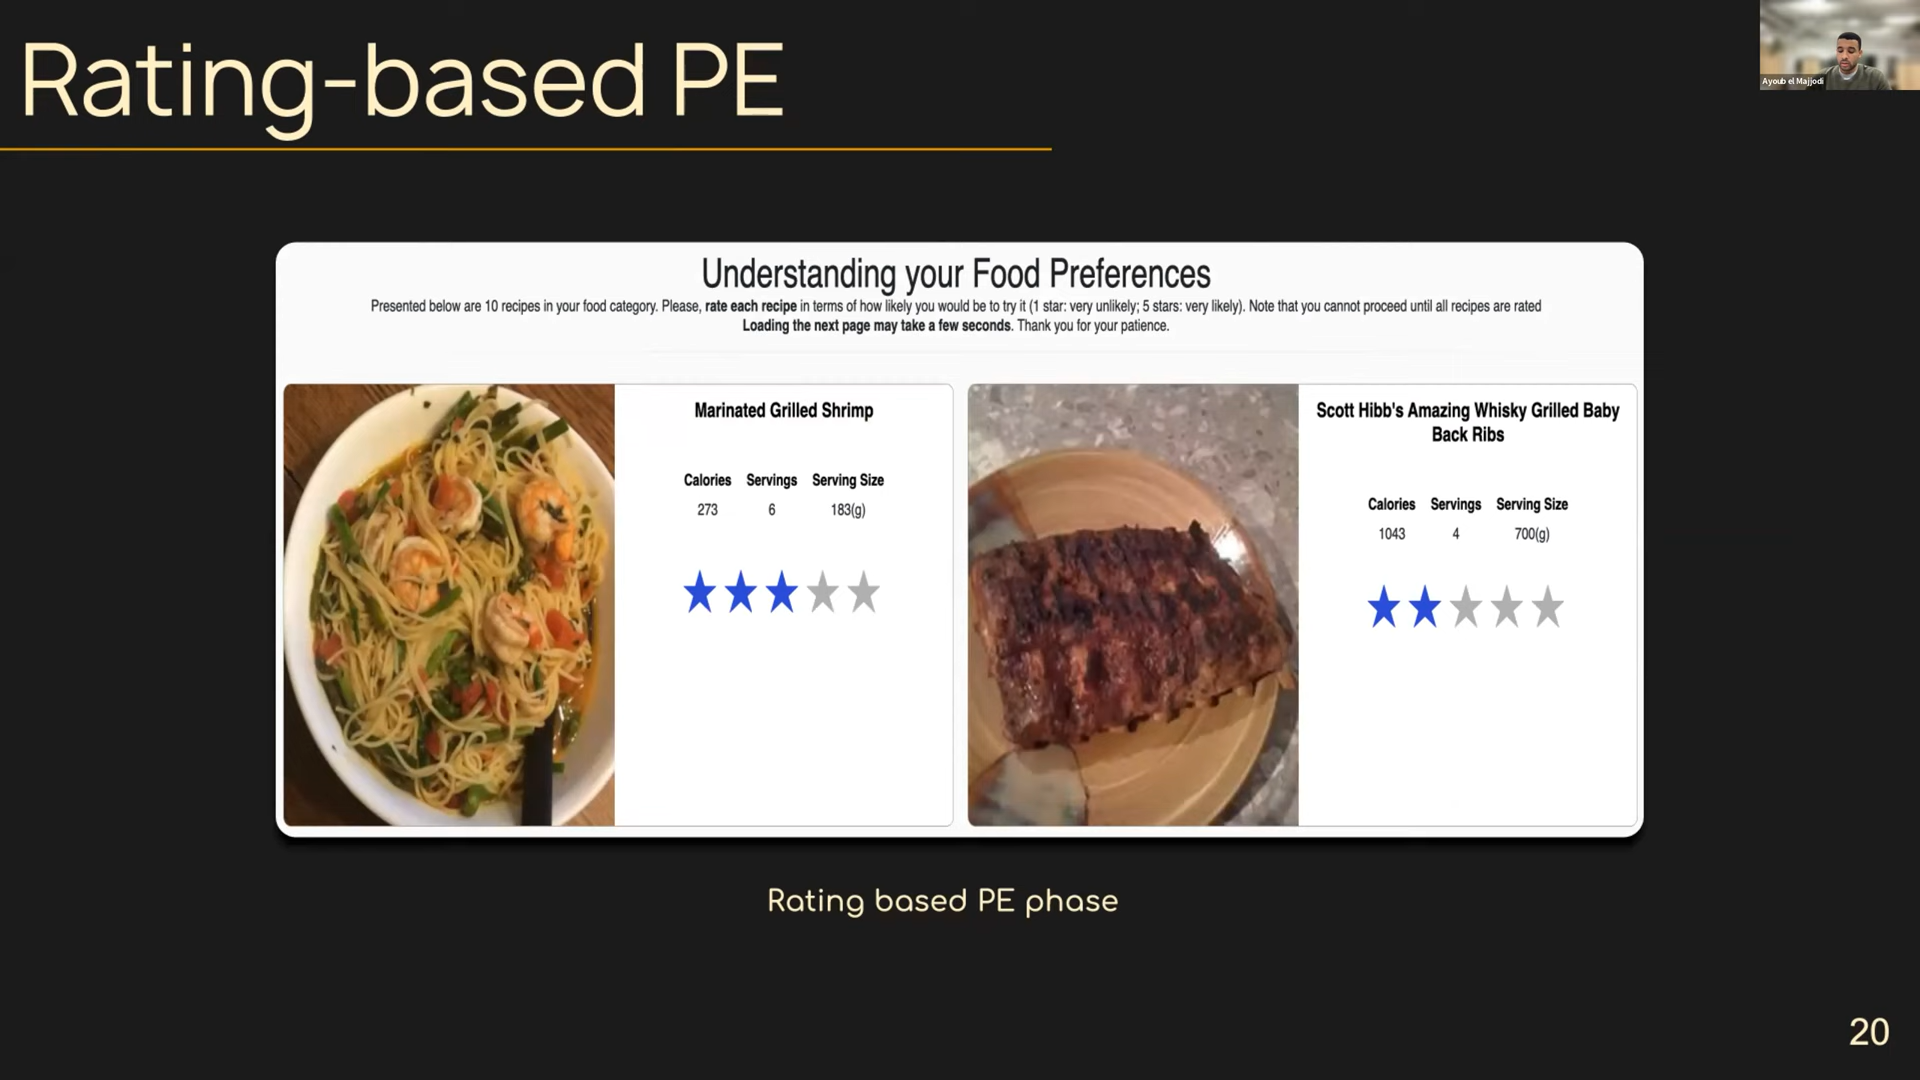 Rating-based PE
Ayoub el Majjodi
Understanding your Food Preferences
Presented below are 10 recipes in your food category. Please, rate each recipe in terms of how likely you would be to try it (1 star: very unlikely; 5 stars: very likely). Note that you cannot proceed until all recipes are rated
Loading the next page may take a few seconds. Thank you for your patience.
Marinated Grilled Shrimp
Calories Servings Serving Size
273 6 183(g)
Scott Hibb's Amazing Whisky Grilled Baby
Back Ribs
Calories Servings Serving Size
1043 4 700(g)
Rating based PE phase
20